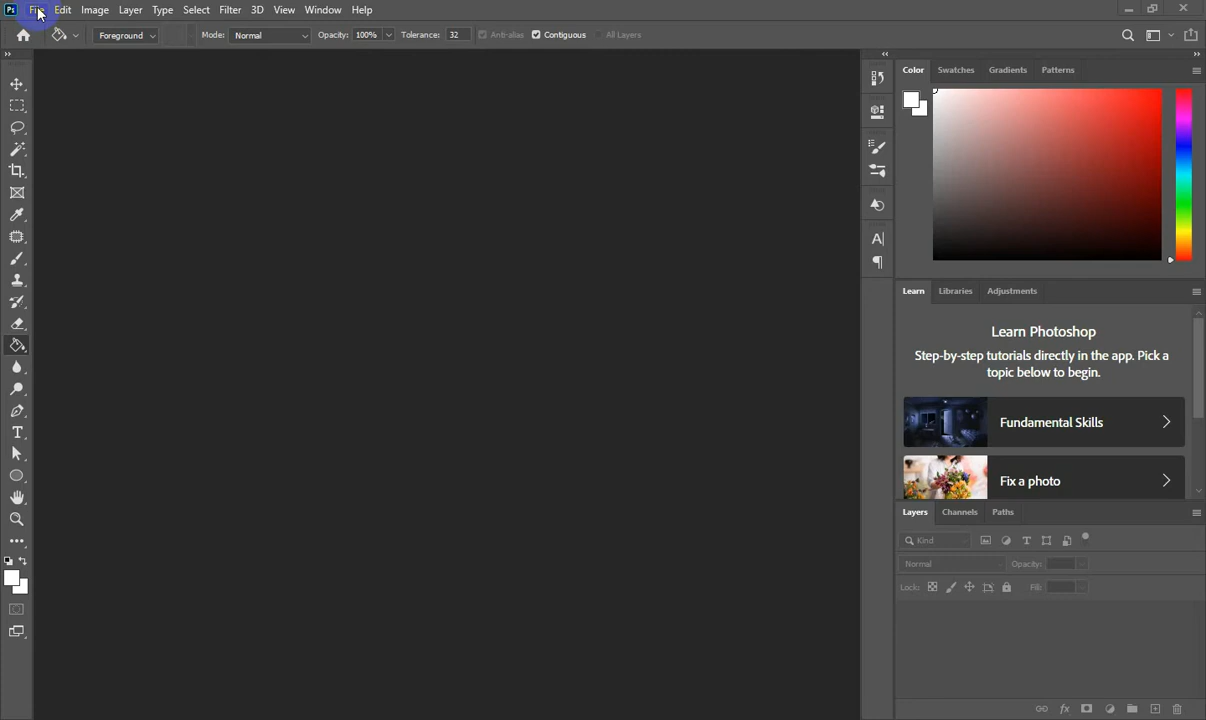 Ps File Edit Image Layer Type Select Filter 3D View Window Help
Foreground Mode: Normal Opacity: 100% Tolerance: 32 Anti-alias Contiguous All Layers
Color Swatches Gradients Patterns
Learn Libraries Adjustments
Learn Photoshop
Step-by-step tutorials directly in the app. Pick a
topic below to begin.
Fundamental Skills
Fix a photo
Layers Channels Paths
Kind
Normal Opacity:
Lock: Fill: